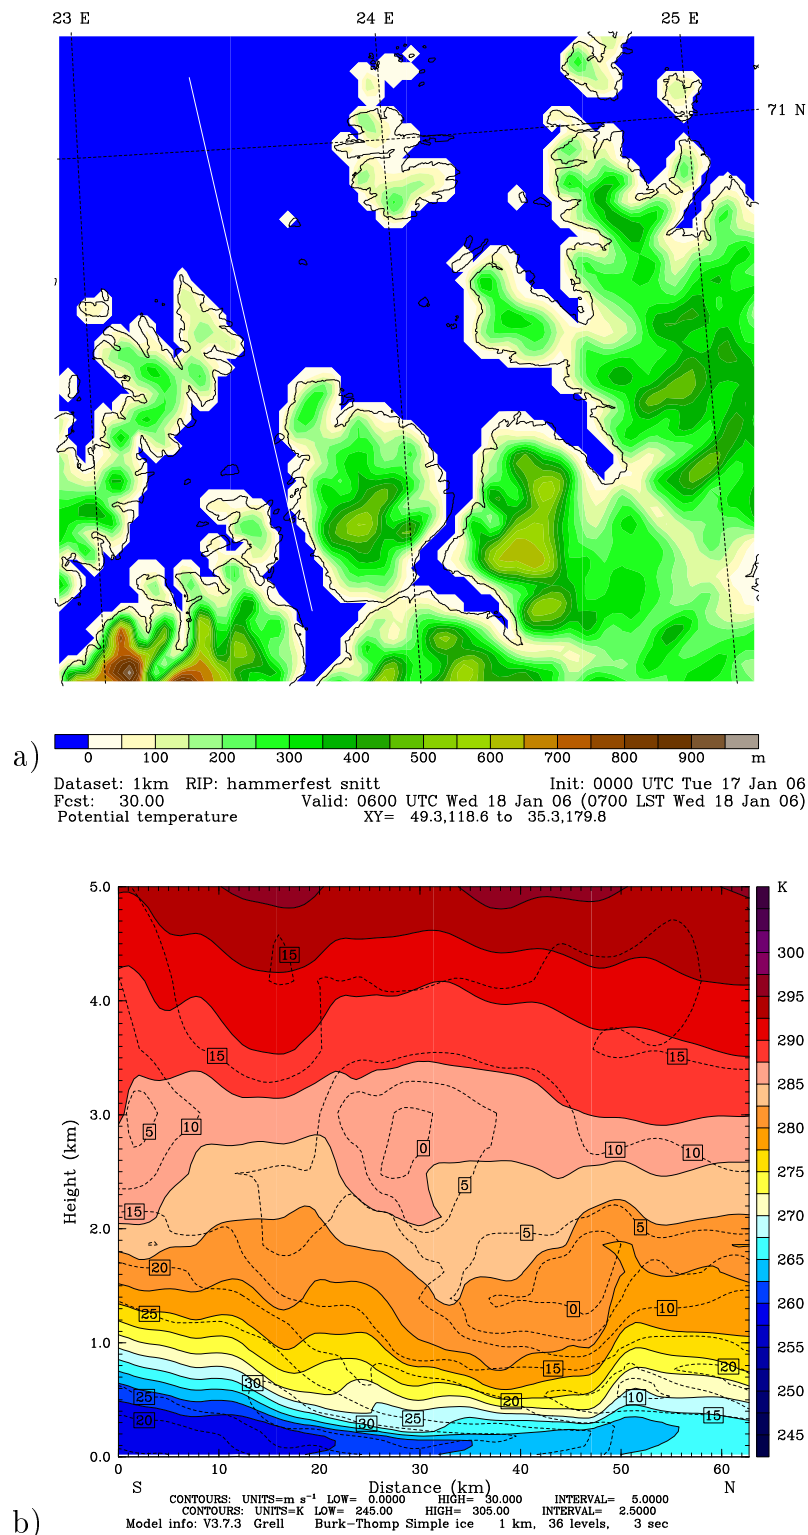 23 E 24 E 25 E
71 N
a)
0 100 200 300 400 500 600 700 800 900 m
Dataset: 1km RIP: hammerfest snitt Init: 0000 UTC Tue 17 Jan 06
Fcst: 30.00 Valid: 0600 UTC Wed 18 Jan 06 (0700 LST Wed 18 Jan 06)
Potential temperature XY= 49.3,118.6 to 35.3,179.8
5.0 K
15
300
4.0 295
15 15 290
3.0 285
5 10 0 10 10 280
5 275
15
2.0 5 5 270
20 265
25 0 10 260
1.0 15 20 255
30
25 20 10 250
20 30 25 15
245
0.0
0 10 20 30 40 50 60
Height (km)
S Distance (km) N
CONTOURS: UNITS=m s⁻¹ LOW= 0.0000 HIGH= 30.000 INTERVAL= 5.0000
CONTOURS: UNITS=K LOW= 245.00 HIGH= 305.00 INTERVAL= 2.5000
Model info: V3.7.3 Grell Burk-Thomp Simple ice 1 km, 36 levels, 3 sec
b)